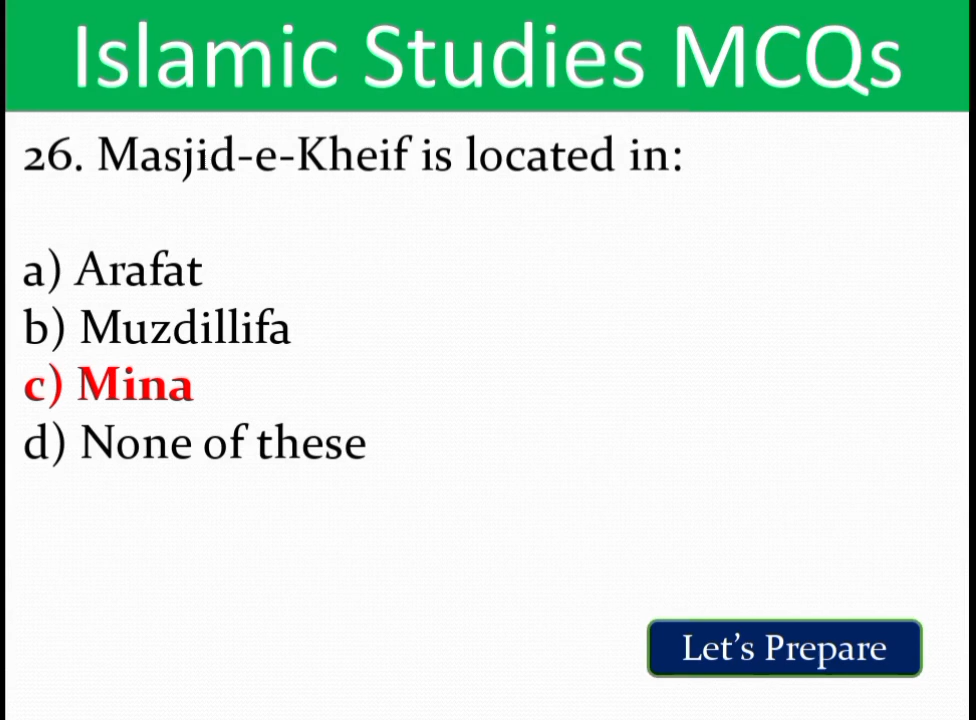 Islamic Studies MCQs
26. Masjid-e-Kheif is located in:
a) Arafat
b) Muzdillifa
c) Mina
d) None of these
Let's Prepare